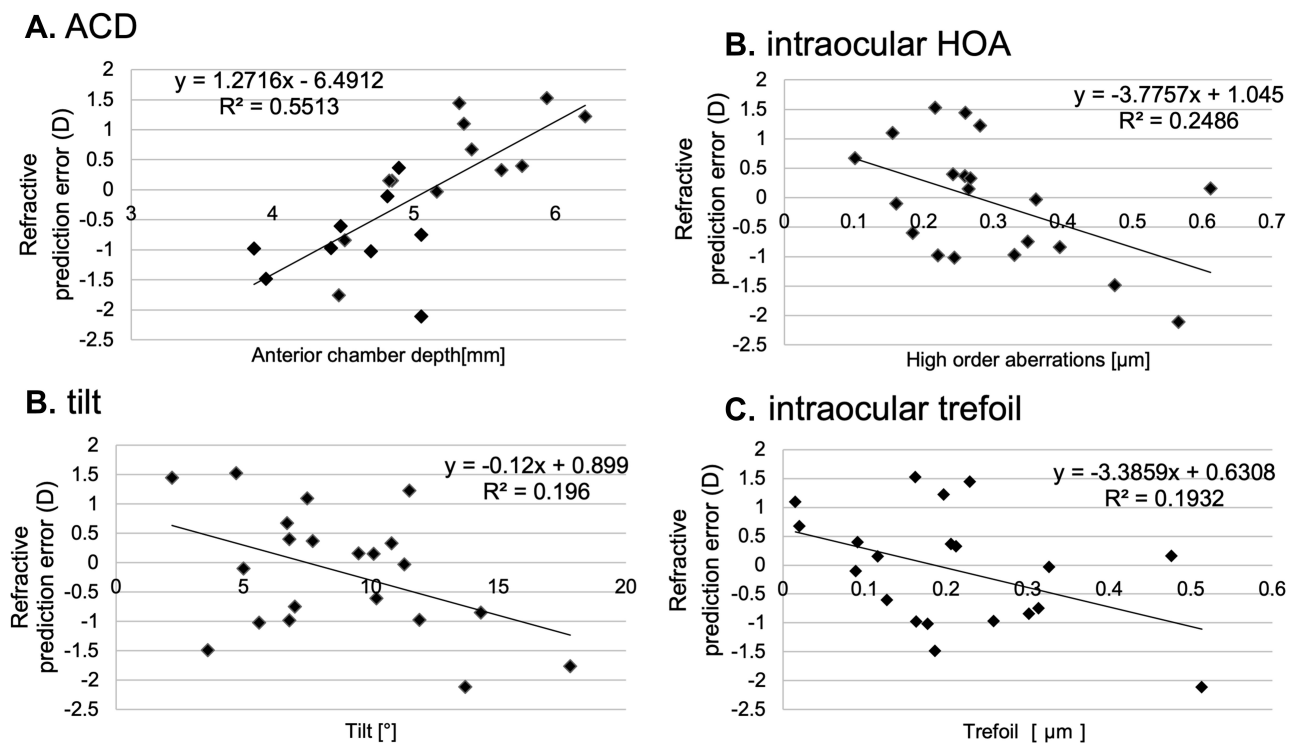 A. ACD
y = 1.2716x - 6.4912
R² = 0.5513
2
1.5
1
0.5
0
-0.5
-1
-1.5
-2
-2.5
3
4
5
6
Refractive
prediction error (D)
Anterior chamber depth[mm]
B. intraocular HOA
y = -3.7757x + 1.045
R² = 0.2486
2
1.5
1
0.5
0
-0.5
-1
-1.5
-2
-2.5
0
0.1
0.2
0.3
0.4
0.5
0.6
0.7
Refractive
prediction error (D)
High order aberrations [µm]
B. tilt
y = -0.12x + 0.899
R² = 0.196
2
1.5
1
0.5
0
-0.5
-1
-1.5
-2
-2.5
0
5
10
15
20
Refractive
prediction error (D)
Tilt [°]
C. intraocular trefoil
y = -3.3859x + 0.6308
R² = 0.1932
2
1.5
1
0.5
0
-0.5
-1
-1.5
-2
-2.5
0
0.1
0.2
0.3
0.4
0.5
0.6
Refractive
prediction error (D)
Trefoil [ µm ]